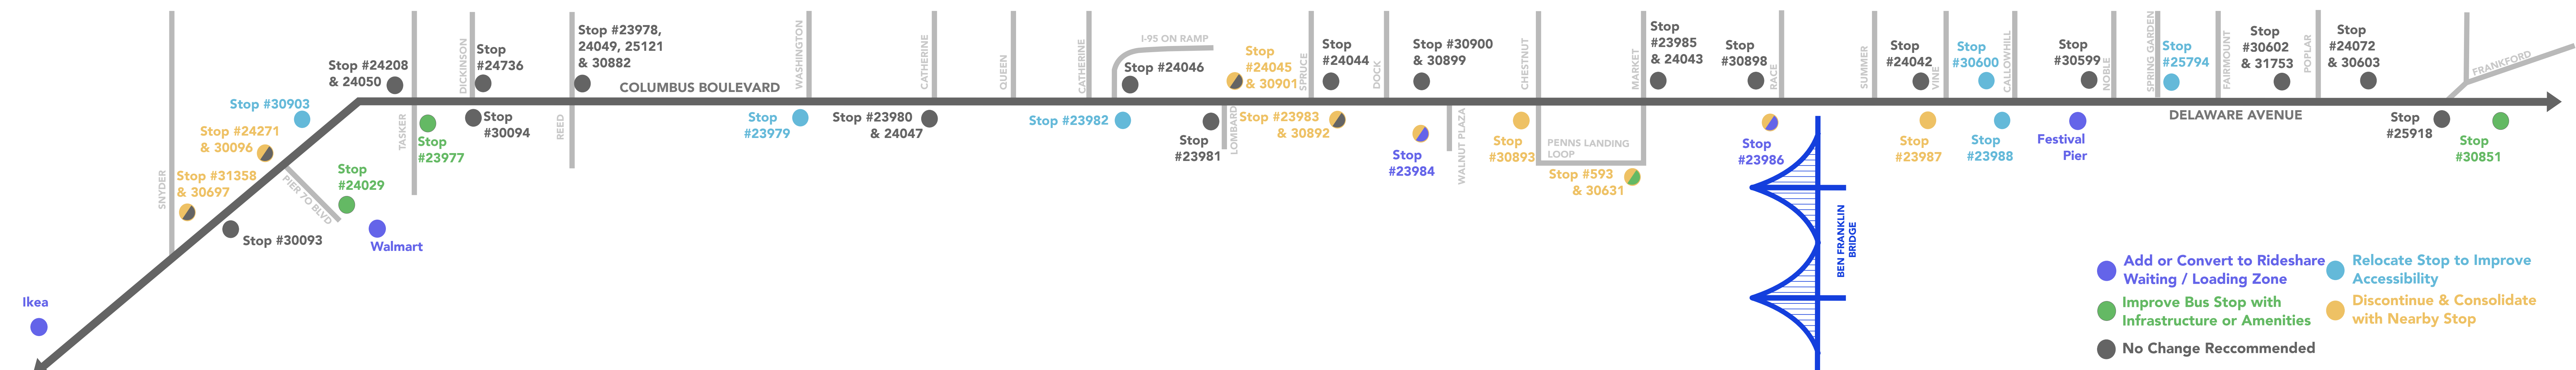 Ikea
SNYDER
Stop #31358
& 30697
Stop #24271
& 30096
Stop #30903
Stop #30093
PIER 70 BLVD
Walmart
Stop
#24029
Stop #24208
& 24050
TASKER
Stop
#23977
DICKINSON
Stop
#24736
Stop
#30094
REED
Stop #23978,
24049, 25121
& 30882
COLUMBUS BOULEVARD
WASHINGTON
Stop
#23979
Stop #23980
& 24047
CATHERINE
QUEEN
CATHERINE
Stop #23982
I-95 ON RAMP
Stop #24046
Stop
#23981
LOMBARD
Stop
#24045
& 30901
SPRUCE
Stop #23983
& 30892
Stop
#24044
DOCK
Stop #30900
& 30899
Stop
#23984
WALNUT PLAZA
Stop
#30893
CHESTNUT
PENNS LANDING
LOOP
Stop #593
& 30631
MARKET
Stop
#23985
& 24043
Stop
#30898
RACE
Stop
#23986
BEN FRANKLIN
BRIDGE
SUMMER
Stop
#24042
VINE
Stop
#23987
Stop
#30600
CALLOWHILL
Stop
#23988
Stop
#30599
NOBLE
Festival
Pier
SPRING GARDEN
Stop
#25794
FAIRMOUNT
DELAWARE AVENUE
Stop
#30602
& 31753
POPLAR
Stop
#24072
& 30603
Stop
#25918
FRANKFORD
Stop
#30851
Add or Convert to Rideshare
Waiting / Loading Zone
Improve Bus Stop with
Infrastructure or Amenities
No Change Reccommended
Relocate Stop to Improve
Accessibility
Discontinue & Consolidate
with Nearby Stop